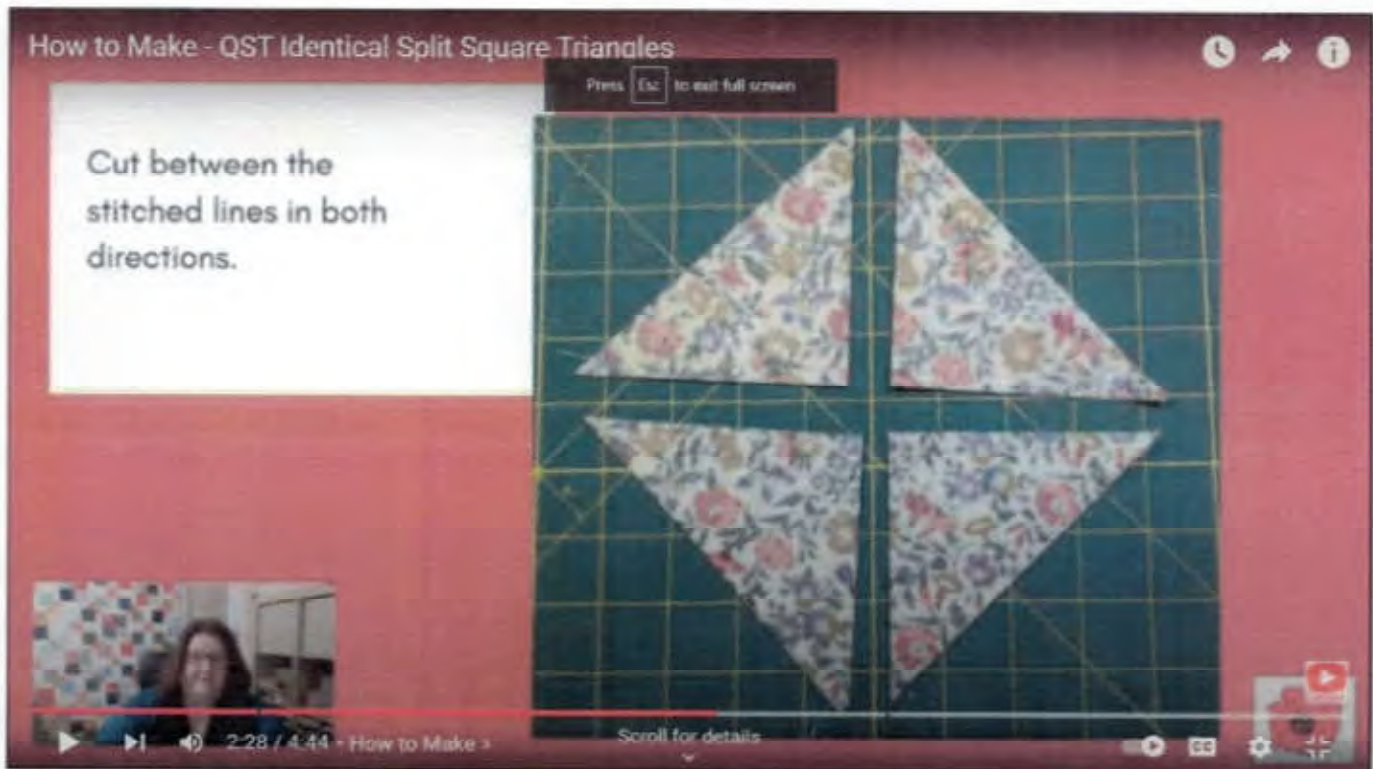 How to Make - QST Identical Split Square Triangles
Press Esc to exit full screen
Cut between the
stitched lines in both
directions.
2:28 / 4:44 • How to Make >
Scroll for details
CC